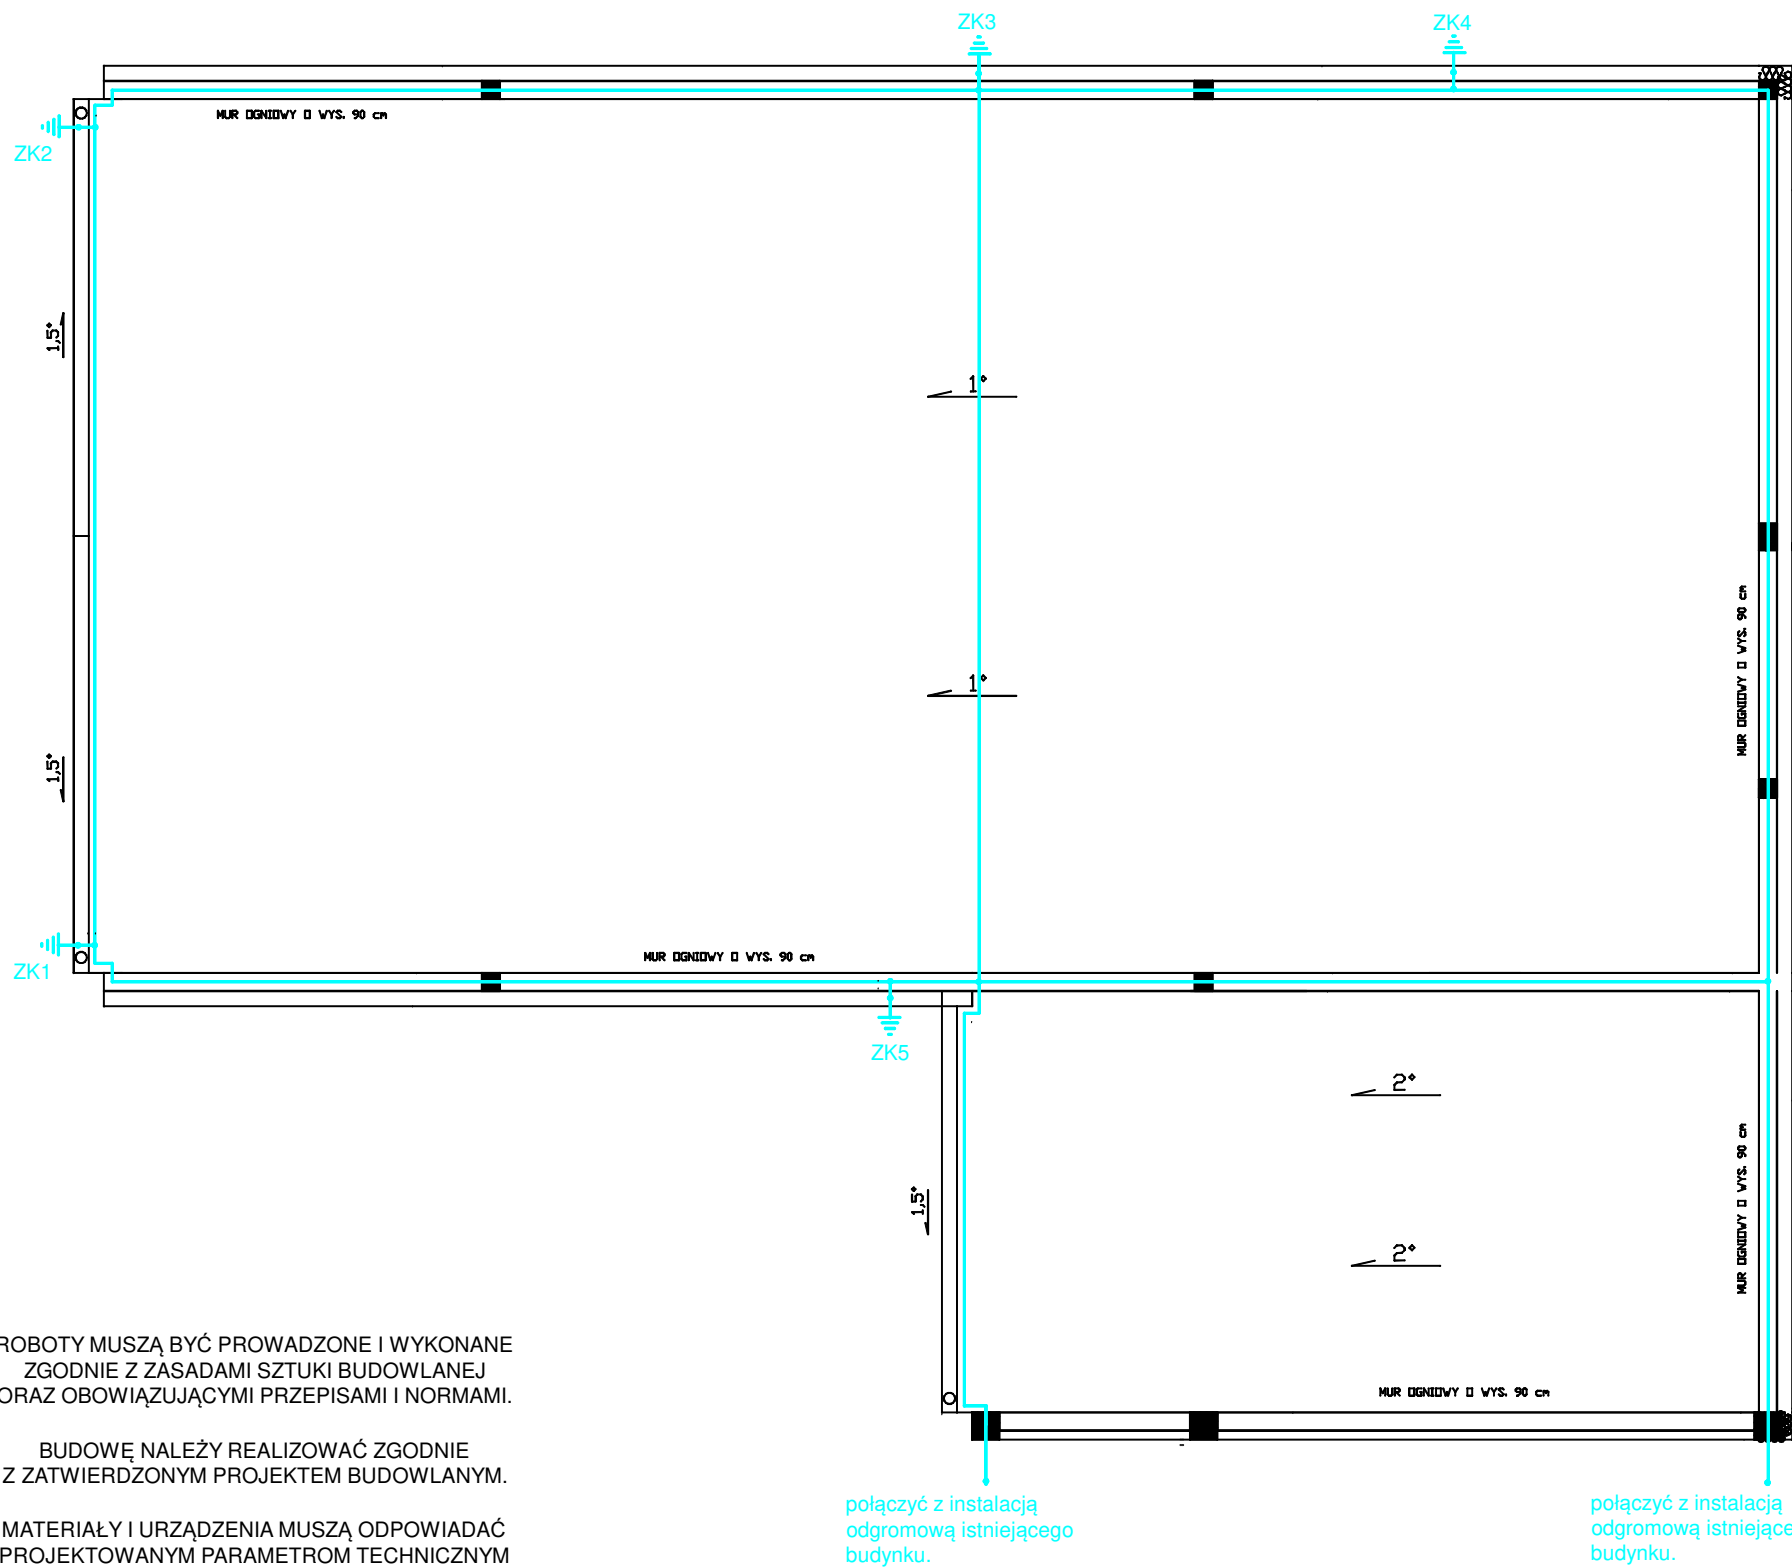 ZK3
ZK4
MUR OGNIOWY O WYS. 90 cm
ZK2
1,5°
1°
MUR OGNIOWY O WYS. 90 cm
1°
1,5°
MUR OGNIOWY O WYS. 90 cm
ZK1
ZK5
2°
MUR OGNIOWY O WYS. 90 cm
1,5°
2°
ROBOTY MUSZĄ BYĆ PROWADZONE I WYKONANE
ZGODNIE Z ZASADAMI SZTUKI BUDOWLANEJ
ORAZ OBOWIĄZUJĄCYMI PRZEPISAMI I NORMAMI.
MUR OGNIOWY O WYS. 90 cm
BUDOWĘ NALEŻY REALIZOWAĆ ZGODNIE
Z ZATWIERDZONYM PROJEKTEM BUDOWLANYM.
MATERIAŁY I URZĄDZENIA MUSZĄ ODPOWIADAĆ
PROJEKTOWANYM PARAMETROM TECHNICZNYM
połączyć z instalacją
odgromową istniejącego
budynku.
połączyć z instalacją
odgromową
budynku.